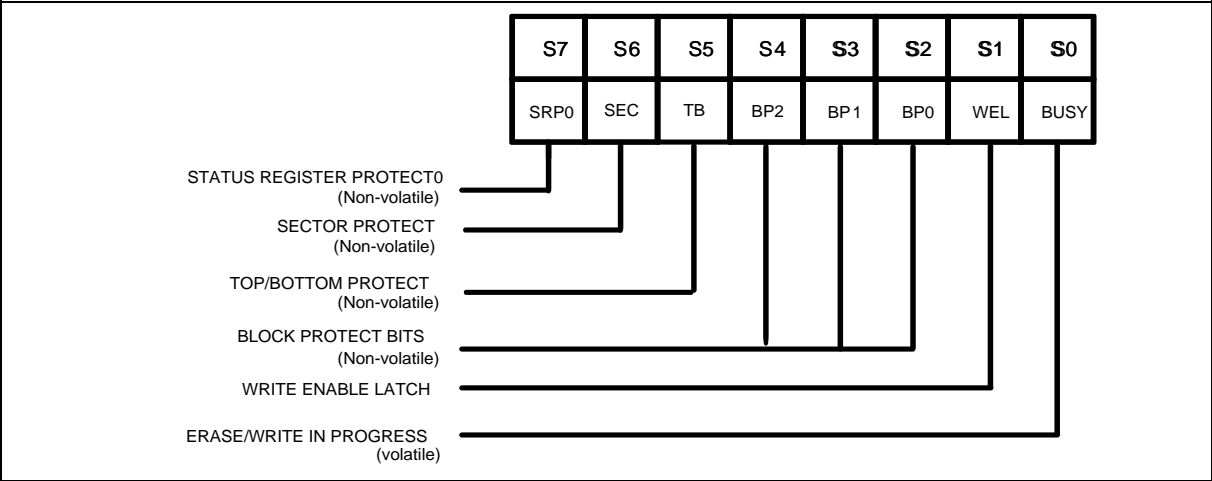 S7 S6 S5 S4 S3 S2 S1 S0
SRP0 SEC TB BP2 BP1 BP0 WEL BUSY
STATUS REGISTER PROTECT0
(Non-volatile)
SECTOR PROTECT
(Non-volatile)
TOP/BOTTOM PROTECT
(Non-volatile)
BLOCK PROTECT BITS
(Non-volatile)
WRITE ENABLE LATCH
ERASE/WRITE IN PROGRESS
(volatile)